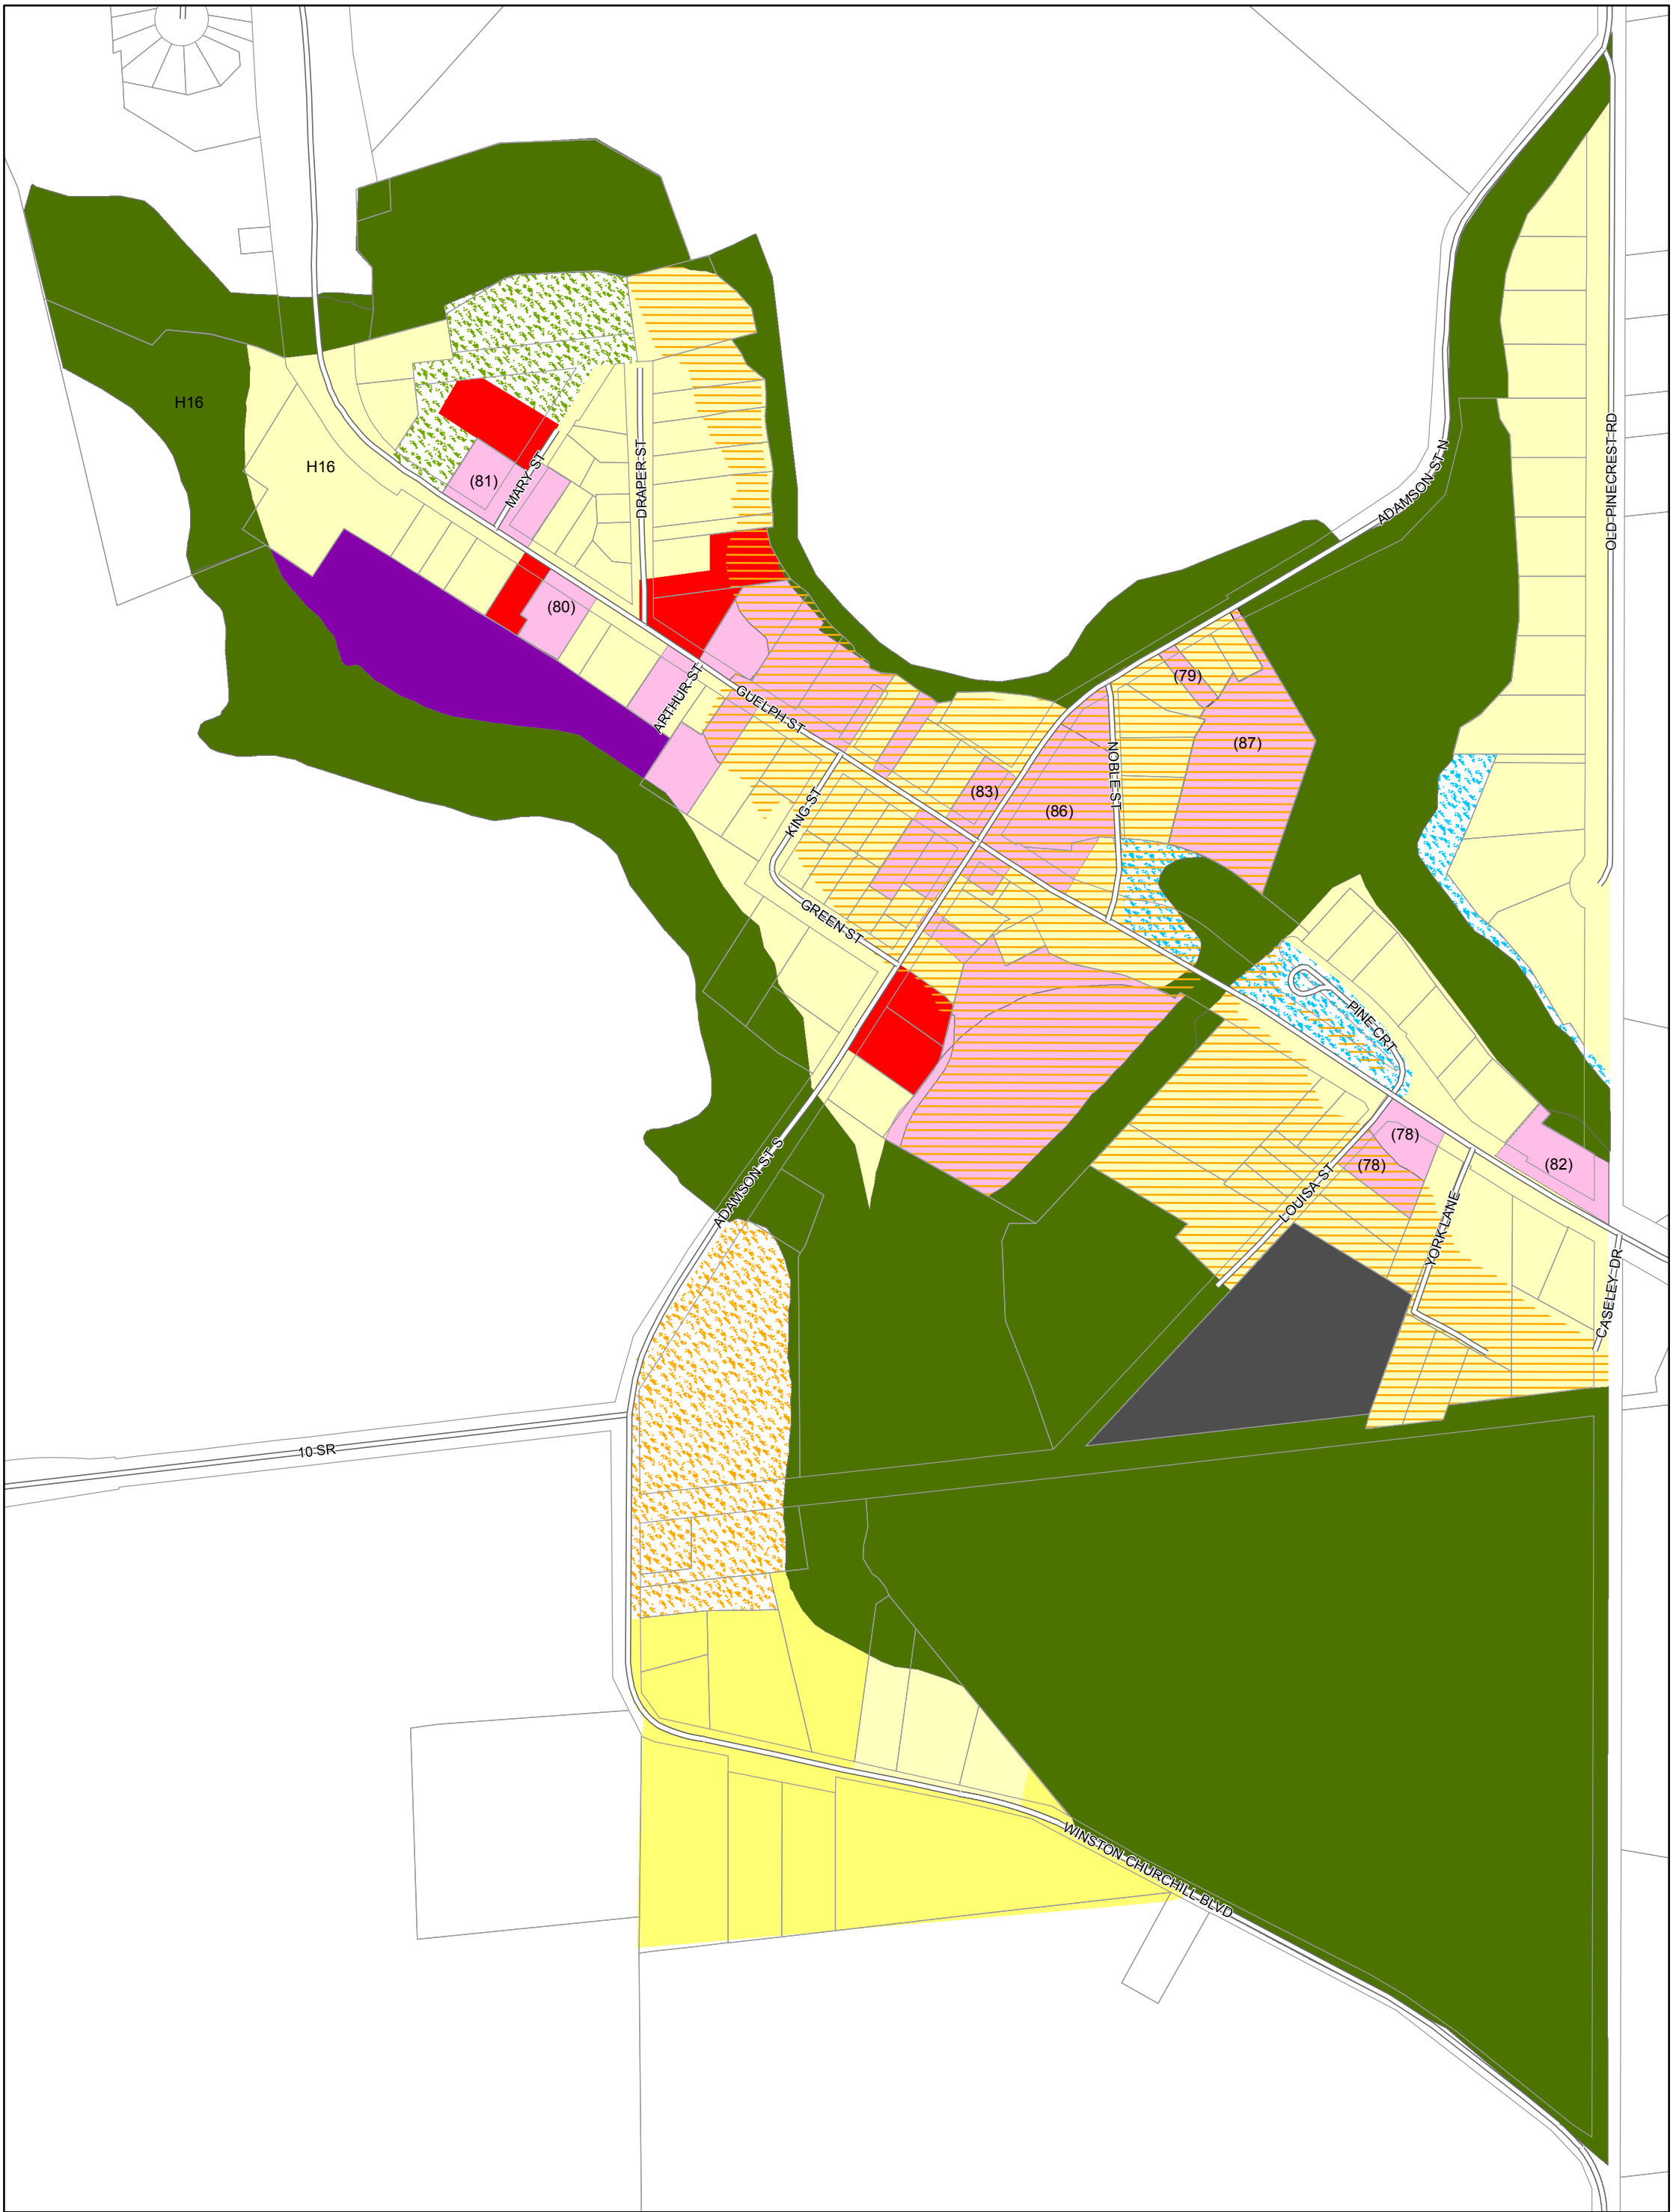 H16
OLD PINECREST RD
DRAPER ST
H16
(81)
MARY ST
ADAMSON ST N
(80)
(79)
ARTHUR ST
GUELPH ST
(87)
NOBLE ST
(83)
KING ST
(86)
GREEN ST
PINE CRT
(78)
ADAMSON ST S
(78)
(82)
LOUISA ST
YORK LANE
CASELEY DR
10 SR
WINSTON CHURCHILL BLVD